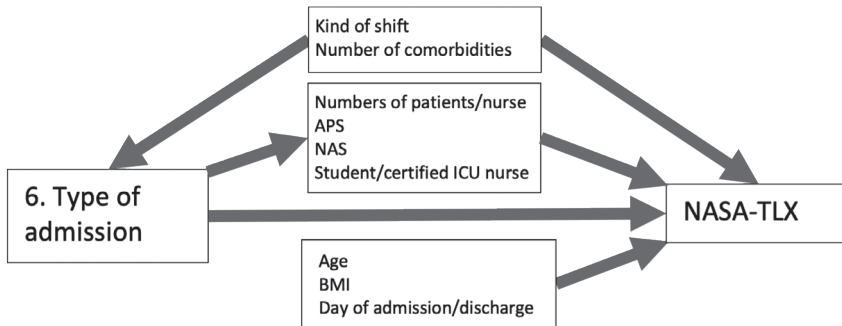 Kind of shift
Number of comorbidities
Numbers of patients/nurse
APS
NAS
Student/certified ICU nurse
6. Type of
admission
NASA-TLX
Age
BMI
Day of admission/discharge